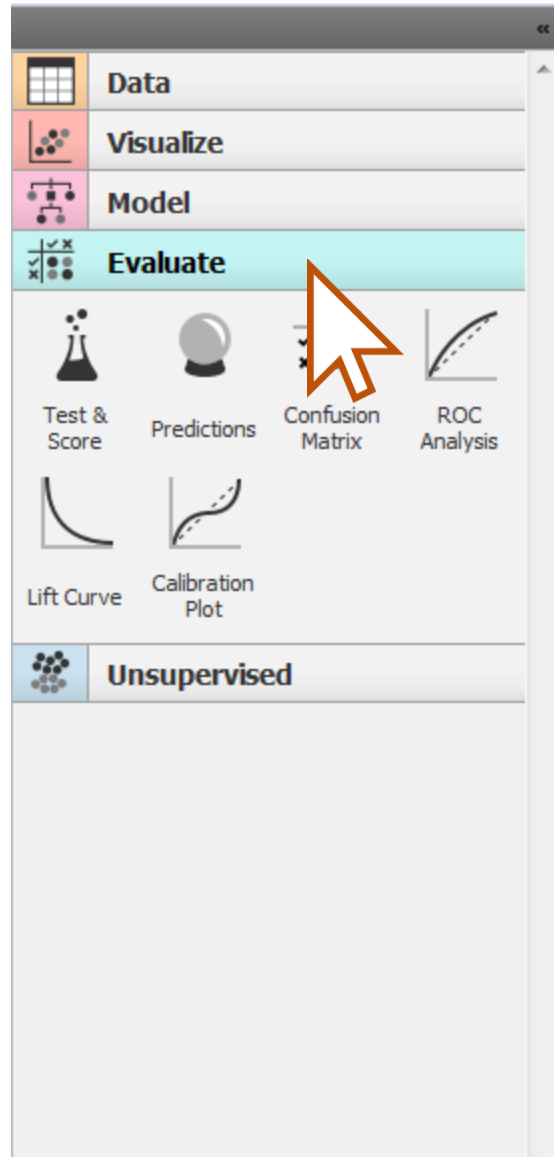 «
Data
Visualize
Model
Evaluate
Test &
Score
Predictions
Confusion
Matrix
ROC
Analysis
Lift Curve
Calibration
Plot
Unsupervised